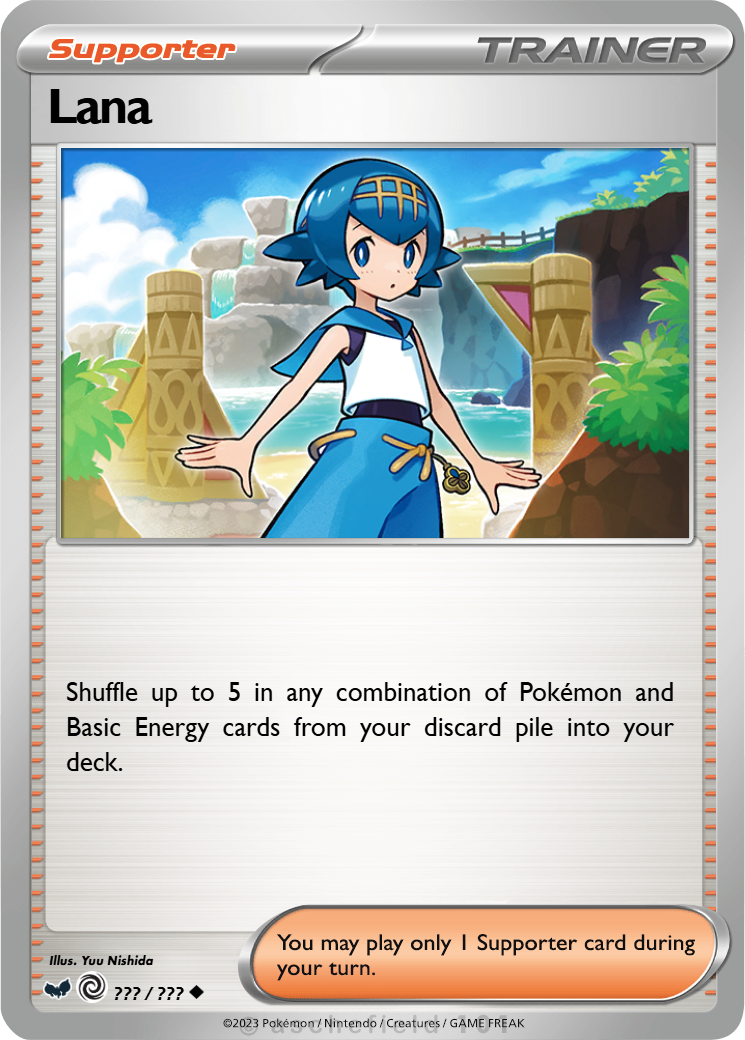 Supporter
TRAINER
Lana
Shuffle up to 5 in any combination of Pokémon and
Basic Energy cards from your discard pile into your
deck.
You may play only 1 Supporter card during
your turn.
Illus. Yuu Nishida
??? / ??? ◆
©2023 Pokémon / Nintendo / Creatures / GAME FREAK